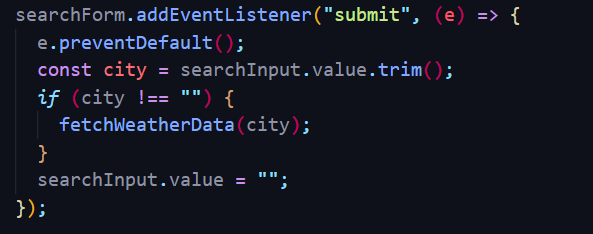 searchForm.addEventListener("submit", (e) => {
  e.preventDefault();
  const city = searchInput.value.trim();
  if (city !== "") {
    fetchWeatherData(city);
  }
  searchInput.value = "";
});